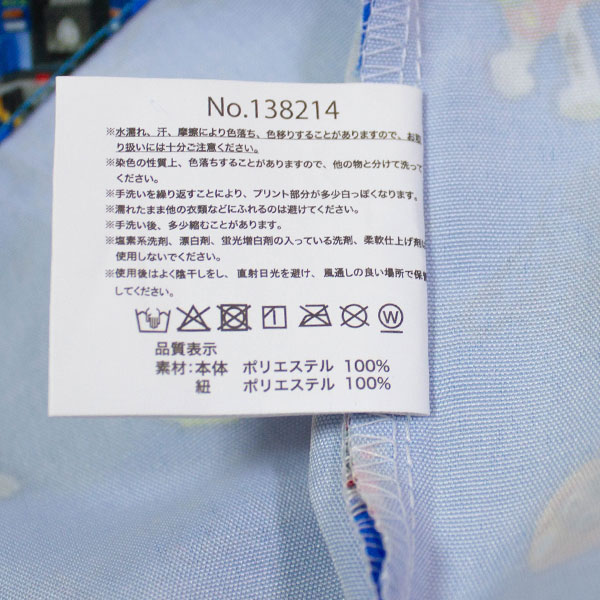 No.138214
※水濡れ、汗、摩擦により色落ち、色移りすることがありますので、お取
り扱いには十分ご注意ください。
※染色の性質上、色落ちすることがありますので、他の物と分けて洗って
ください。
※手洗いを繰り返すことにより、プリント部分が多少白っぽくなります。
※濡れたまま他の衣類などにふれるのは避けてください。
※手洗い後、多少縮むことがあります。
※塩素系洗剤、漂白剤、蛍光増白剤の入っている洗剤、柔軟仕上げ剤は
使用しないでください。
※使用後はよく陰干しをし、直射日光を避け、風通しの良い場所で保管
してください。
W
品質表示
素材:本体 ポリエステル 100%
紐 ポリエステル 100%